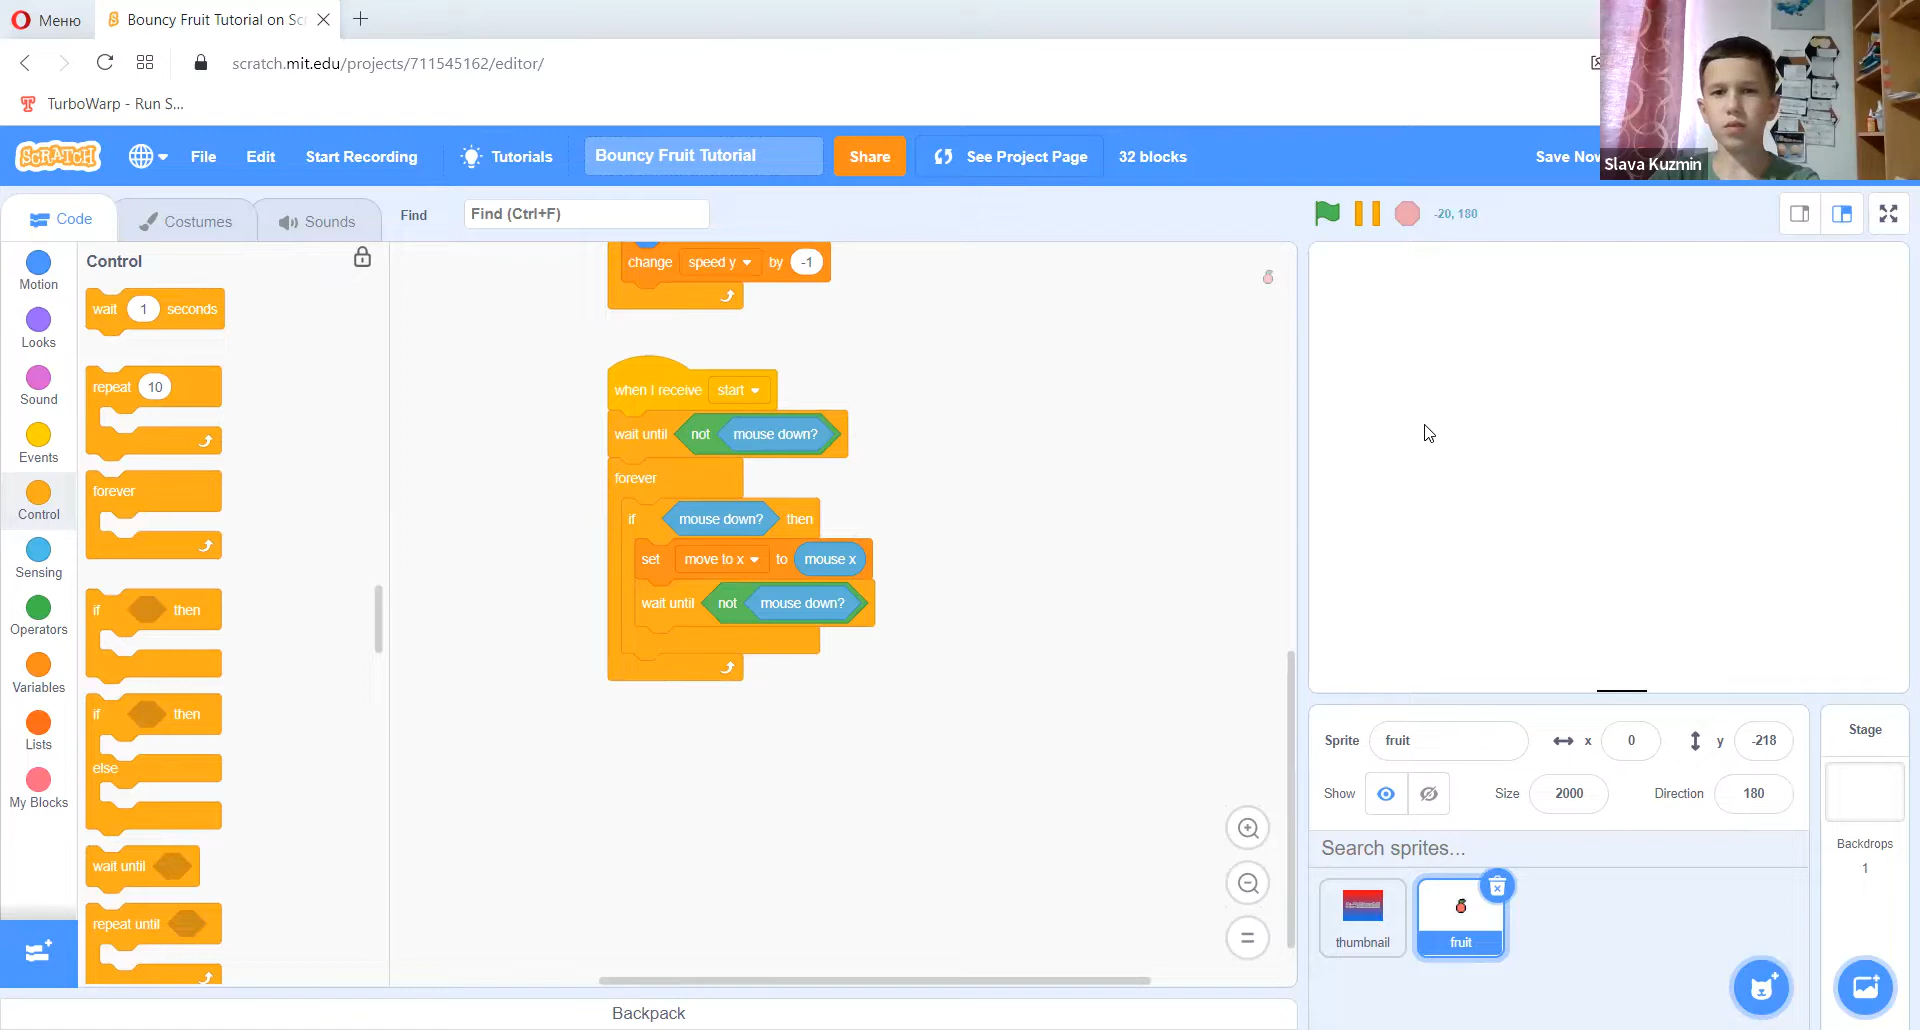 Меню
Bouncy Fruit Tutorial on Sc
scratch.mit.edu/projects/711545162/editor/
TurboWarp - Run S...
Slava Kuzmin
SCRATCH
File
Edit
Start Recording
Tutorials
Bouncy Fruit Tutorial
Share
See Project Page
32 blocks
Save Now
Code
Costumes
Sounds
Find
Find (Ctrl+F)
-20, 180
Motion
Looks
Sound
Events
Control
Sensing
Operators
Variables
Lists
My Blocks
Control
wait 1 seconds
repeat 10
forever
if then
if then
else
wait until
repeat until
change speed y by -1
when I receive start
wait until not mouse down?
forever
if mouse down? then
set move to x to mouse x
wait until not mouse down?
Sprite fruit x 0 y -218
Show Size 2000 Direction 180
Search sprites...
thumbnail
fruit
Stage
Backdrops
1
Backpack